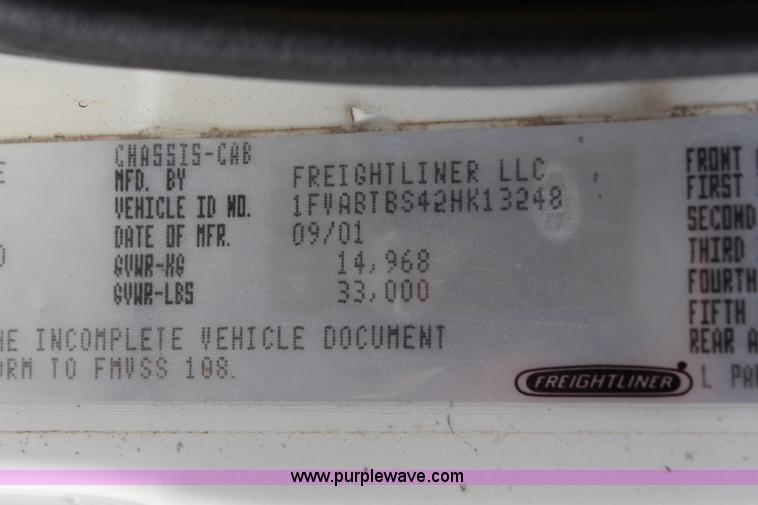 CHASSIS-CAB
MFD. BY FREIGHTLINER LLC
VEHICLE ID NO. 1FVABTBS42HK13248
DATE OF MFR. 09/01
GVWR-KG 14,968
GVWR-LBS 33,000
INCOMPLETE VEHICLE DOCUMENT
TO FMVSS 108.
FRONT
FIRST
SECOND
THIRD
FOURTH
FIFTH
REAR A
FREIGHTLINER
L PA
www.purplewave.com